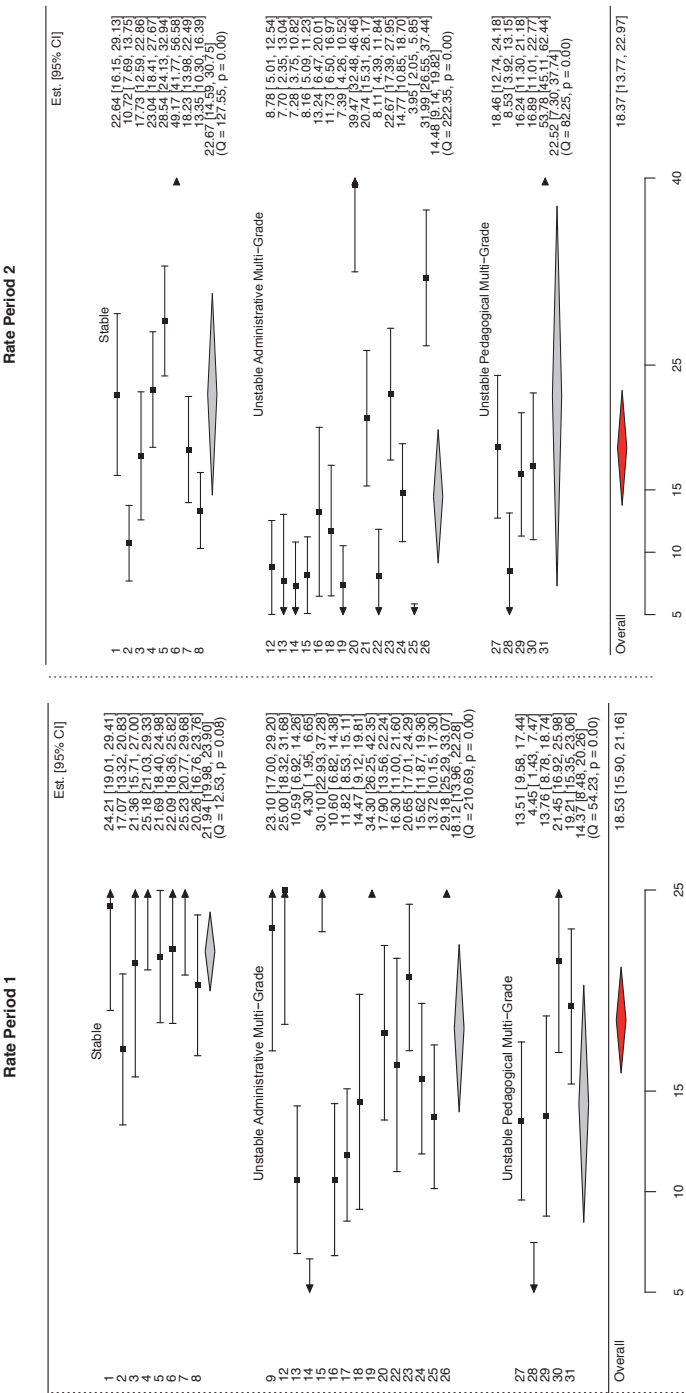 Rate Period 1
Est. [95% CI]
Stable
1 24.21 [19.01, 29.41]
2 17.07 [13.32, 20.83]
3 21.36 [15.71, 27.00]
4 25.18 [21.03, 29.33]
5 21.69 [18.40, 24.98]
6 22.09 [18.36, 25.82]
7 25.23 [20.77, 29.68]
8 20.26 [16.76, 23.76]
21.94 [19.98, 23.90]
(Q = 12.53, p = 0.08)
Unstable Administrative Multi−Grade
9 23.10 [17.00, 29.20]
12 25.00 [18.32, 31.68]
13 10.59 [ 6.92, 14.26]
14 4.30 [ 1.95, 6.65]
15 30.10 [22.93, 37.28]
16 10.60 [ 6.82, 14.38]
17 11.82 [ 8.53, 15.11]
18 14.47 [ 9.12, 19.81]
19 34.30 [26.25, 42.35]
20 17.90 [13.56, 22.24]
22 16.30 [11.00, 21.60]
23 20.65 [17.01, 24.29]
24 15.62 [11.87, 19.36]
25 13.72 [10.15, 17.30]
26 29.18 [25.29, 33.07]
18.12 [13.96, 22.28]
(Q = 210.69, p = 0.00)
Unstable Pedagogical Multi−Grade
27 13.51 [ 9.58, 17.44]
28 4.45 [ 1.43, 7.47]
29 13.76 [ 8.78, 18.74]
30 21.45 [16.92, 25.98]
31 19.21 [15.35, 23.06]
14.37 [8.48, 20.26]
(Q = 54.23, p = 0.00)
Overall 18.53 [15.90, 21.16]
5 10 15 25
Rate Period 2
Est. [95% CI]
Stable
1 22.64 [16.15, 29.13]
2 10.72 [ 7.69, 13.75]
3 17.73 [12.59, 22.86]
4 23.04 [18.41, 27.67]
5 28.54 [24.13, 32.94]
6 49.17 [41.77, 56.58]
7 18.23 [13.98, 22.49]
8 13.35 [10.30, 16.39]
22.67 [14.59, 30.75]
(Q = 127.55, p = 0.00)
Unstable Administrative Multi−Grade
12 8.78 [ 5.01, 12.54]
13 7.70 [ 2.35, 13.04]
14 7.28 [ 3.75, 10.82]
15 8.16 [ 5.09, 11.23]
16 13.24 [ 6.47, 20.01]
18 11.73 [ 6.50, 16.97]
19 7.39 [ 4.26, 10.52]
20 39.47 [32.48, 46.46]
21 20.74 [15.31, 26.17]
22 8.11 [ 4.39, 11.84]
23 22.67 [17.39, 27.95]
24 14.77 [10.85, 18.70]
25 3.95 [ 2.05, 5.85]
26 31.99 [26.55, 37.44]
14.48 [9.14, 19.82]
(Q = 222.35, p = 0.00)
Unstable Pedagogical Multi−Grade
27 18.46 [12.74, 24.18]
28 8.53 [ 3.92, 13.15]
29 16.24 [11.30, 21.18]
30 16.89 [11.01, 22.77]
31 53.78 [45.11, 62.44]
22.52 [7.30, 37.74]
(Q = 82.25, p = 0.00)
Overall 18.37 [13.77, 22.97]
5 10 15 25 40